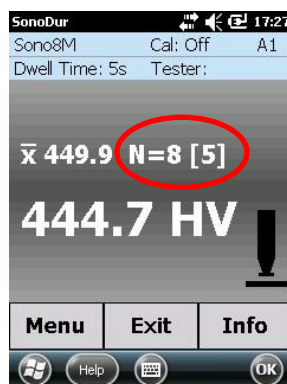 SonoDur 17:27
Sono8M Cal: Off A1
Dwell Time: 5s Tester:
x̅ 449.9 N=8 [5]
444.7 HV
Menu Exit Info
Help OK